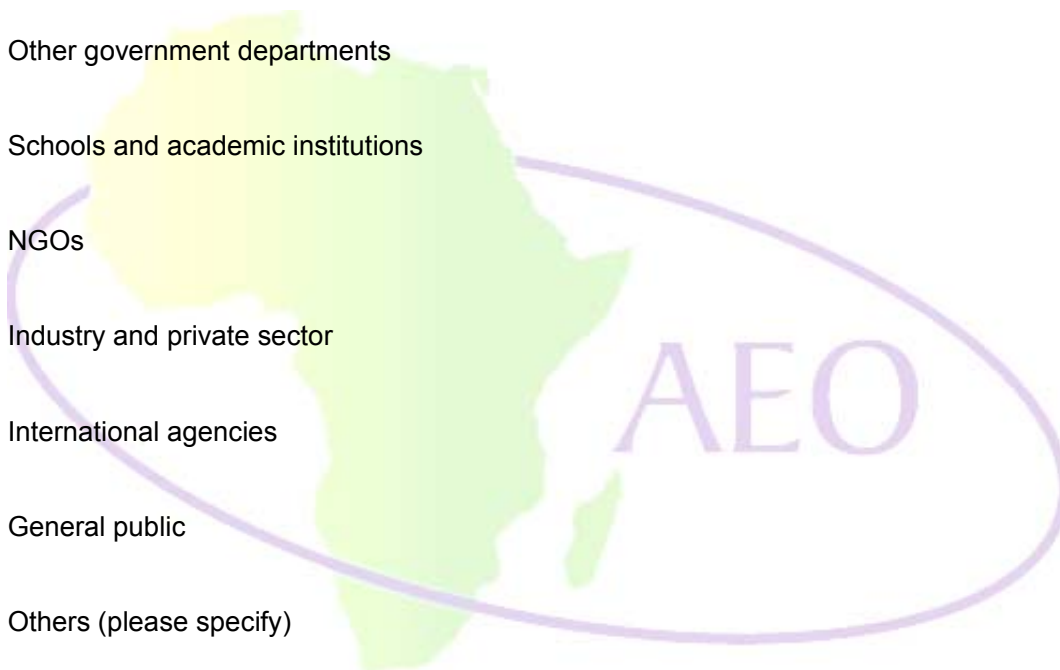 Other government departments
Schools and academic institutions
NGOs
Industry and private sector
AEO
International agencies
General public
Others (please specify)